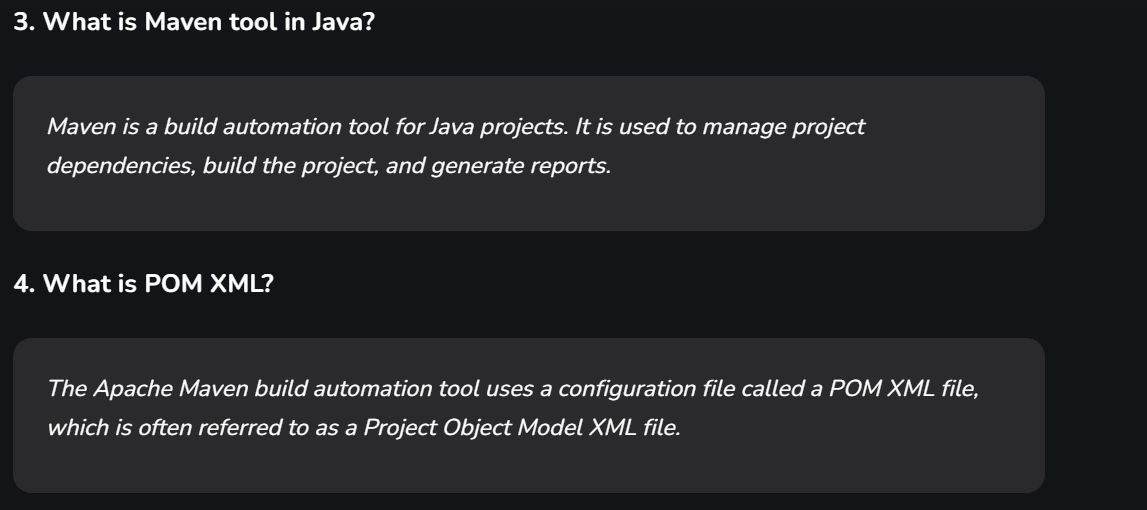 3. What is Maven tool in Java?
Maven is a build automation tool for Java projects. It is used to manage project
dependencies, build the project, and generate reports.
4. What is POM XML?
The Apache Maven build automation tool uses a configuration file called a POM XML file,
which is often referred to as a Project Object Model XML file.